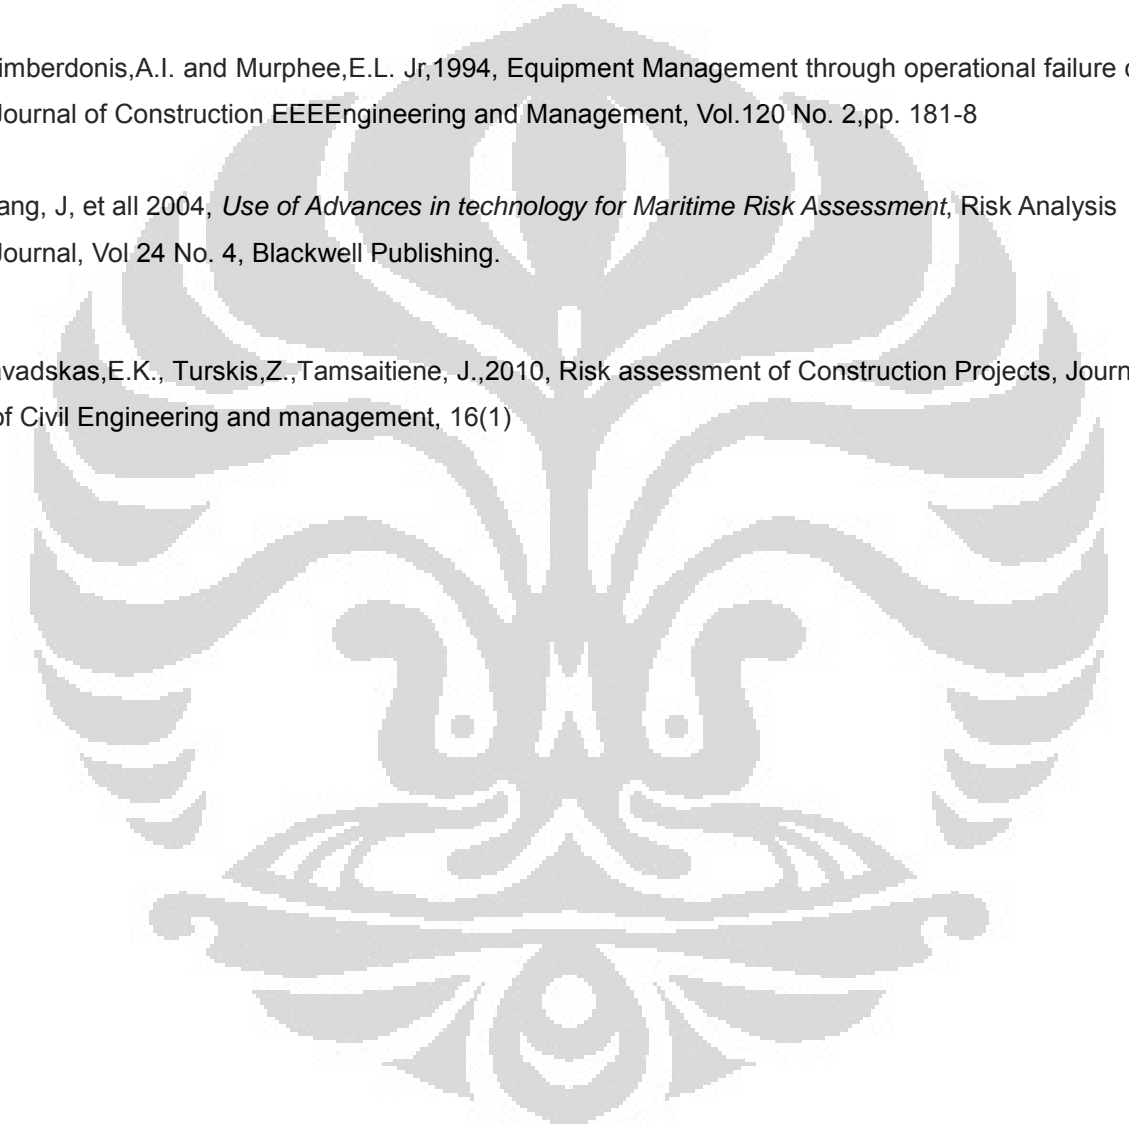 imberdonis,A.I. and Murphee,E.L. Jr,1994, Equipment Management through operational failure
Journal of Construction EEEEngineering and Management, Vol.120 No. 2,pp. 181-8
ang, J, et all 2004, Use of Advances in technology for Maritime Risk Assessment, Risk Analysis
Journal, Vol 24 No. 4, Blackwell Publishing.
avadskas,E.K., Turskis,Z.,Tamsaitiene, J.,2010, Risk assessment of Construction Projects, Journ
of Civil Engineering and management, 16(1)